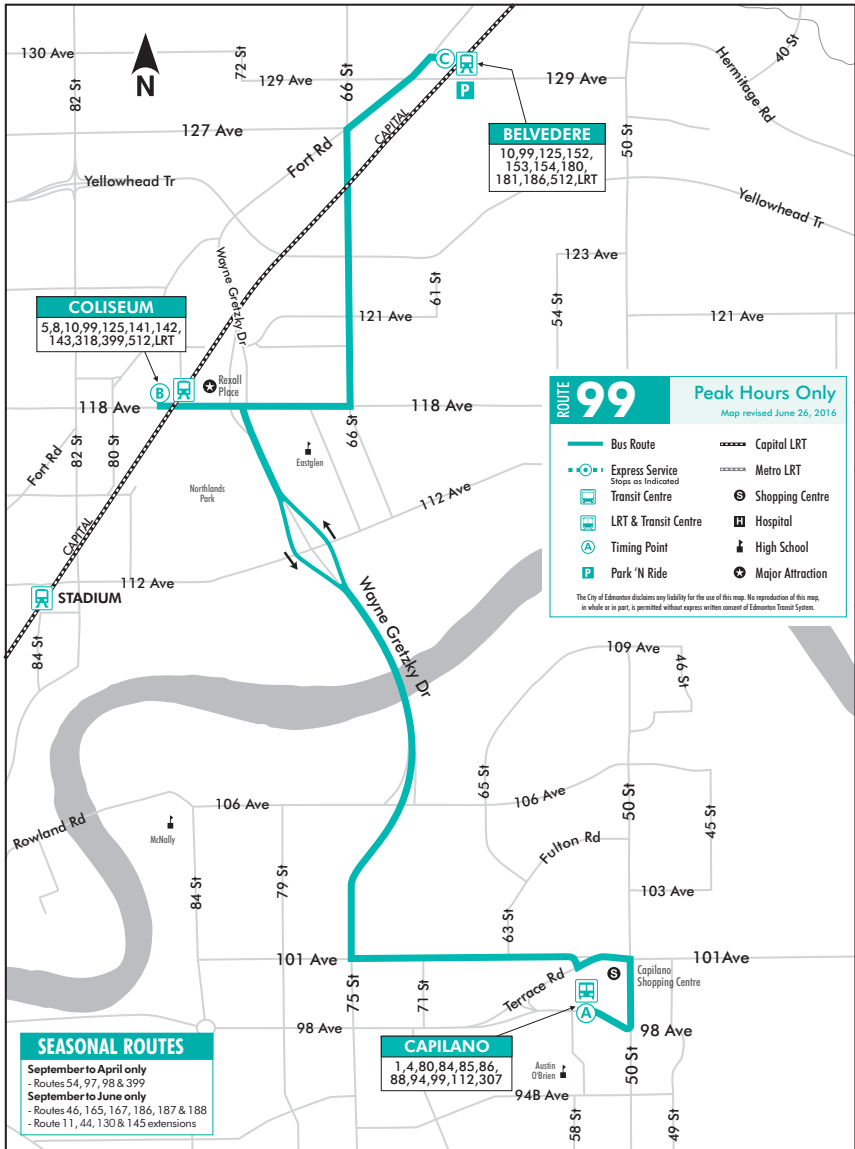 130 Ave
72 St
129 Ave
66 St
C
P
129 Ave
Hermitage Rd
40 St
N
82 St
127 Ave
Fort Rd
CAPITAL
BELVEDERE
10,99,125,152,
153,154,180,
181,186,512,LRT
50 St
Yellowhead Tr
Yellowhead Tr
Wayne Gretzky Dr
123 Ave
61 St
54 St
COLISEUM
5,8,10,99,125,141,142,
143,318,399,512,LRT
121 Ave
121 Ave
B
Rexall
Place
118 Ave
118 Ave
66 St
Fort Rd
82 St
80 St
Eastglen
Northlands
Park
112 Ave
CAPITAL
112 Ave
STADIUM
84 St
ROUTE 99
Peak Hours Only
Map revised June 26, 2016
Bus Route
Express Service
Stops as Indicated
Transit Centre
LRT & Transit Centre
A Timing Point
P Park 'N Ride
Capital LRT
Metro LRT
S Shopping Centre
H Hospital
High School
Major Attraction
The City of Edmonton disclaims any liability for the use of this map. No reproduction of this map,
in whole or in part, is permitted without express written consent of Edmonton Transit System.
Wayne Gretzky Dr
109 Ave
46 St
65 St
106 Ave
106 Ave
50 St
45 St
Rowland Rd
McNally
Fulton Rd
84 St
79 St
103 Ave
63 St
101 Ave
101Ave
75 St
71 St
Terrace Rd
S
Capilano
Shopping Centre
A
98 Ave
98 Ave
CAPILANO
1,4,80,84,85,86,
88,94,99,112,307
Austin
O'Brien
50 St
94B Ave
58 St
49 St
SEASONAL ROUTES
September to April only
- Routes 54, 97, 98 & 399
September to June only
- Routes 46, 165, 167, 186, 187 & 188
- Route 11, 44, 130 & 145 extensions